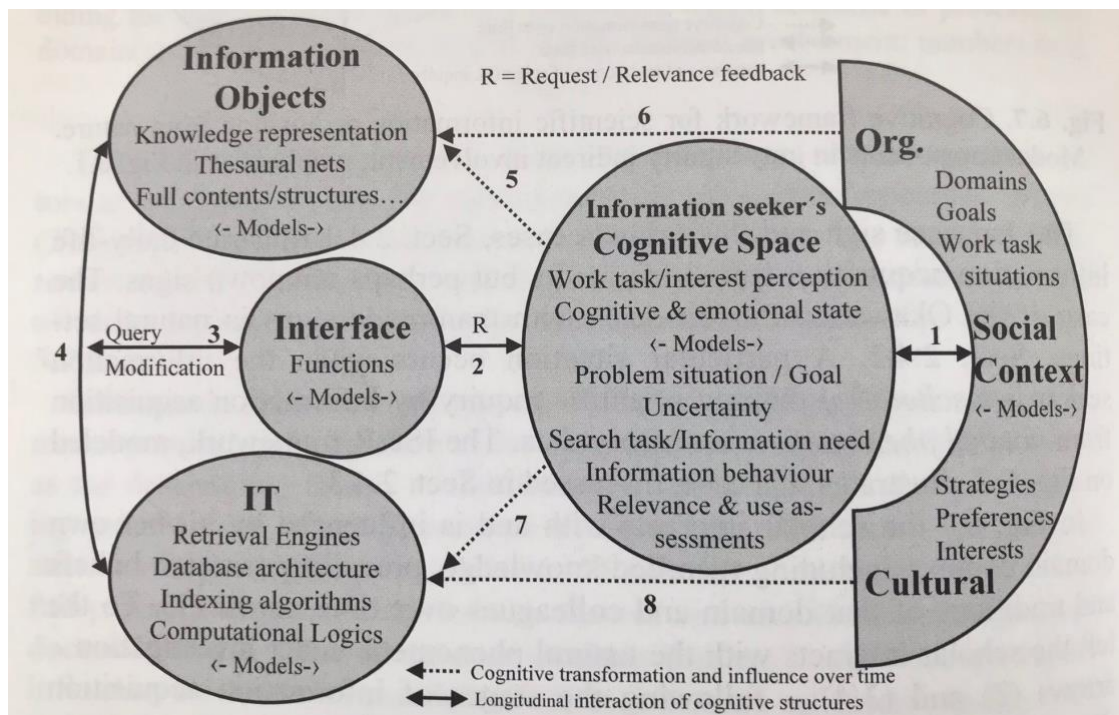 R = Request / Relevance feedback
Information
Objects
Knowledge representation
Thesaural nets
Full contents/structures…
‹- Models-›
6
5
Org.
Domains
Goals
Work task
situations
Information seeker´s
Cognitive Space
Work task/interest perception
Cognitive & emotional state
‹- Models-›
Problem situation / Goal
Uncertainty
Search task/Information need
Information behaviour
Relevance & use as-
sessments
Interface
Functions
‹- Models-›
4
Query 3
Modification
R
2
1
Social
Context
‹- Models-›
Strategies
Preferences
Interests
Cultural
IT
Retrieval Engines
Database architecture
Indexing algorithms
Computational Logics
‹- Models-›
7
8
Cognitive transformation and influence over time
Longitudinal interaction of cognitive structures